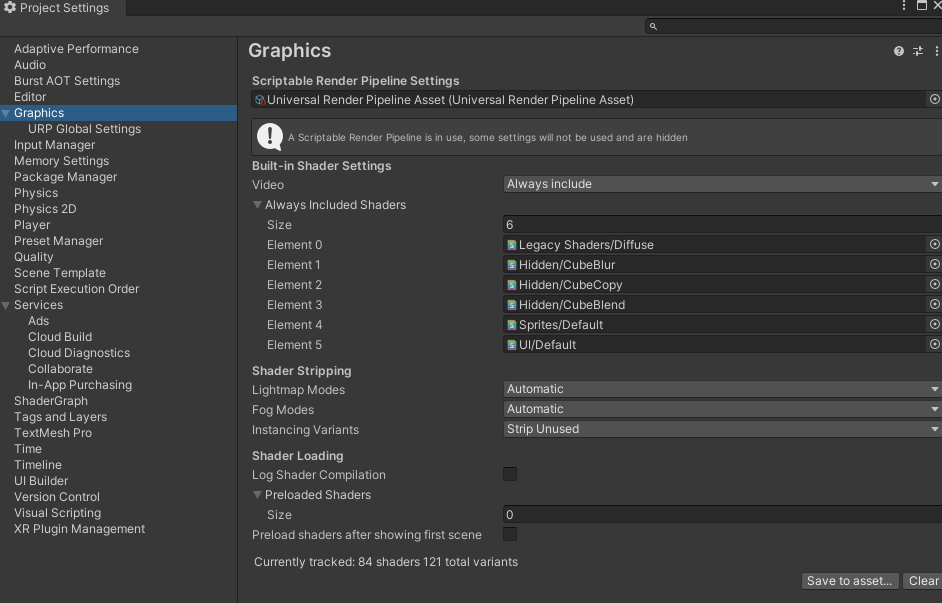 Project Settings
Adaptive Performance
Audio
Burst AOT Settings
Editor
Graphics
URP Global Settings
Input Manager
Memory Settings
Package Manager
Physics
Physics 2D
Player
Preset Manager
Quality
Scene Template
Script Execution Order
Services
Ads
Cloud Build
Cloud Diagnostics
Collaborate
In-App Purchasing
ShaderGraph
Tags and Layers
TextMesh Pro
Time
Timeline
UI Builder
Version Control
Visual Scripting
XR Plugin Management
Graphics
Scriptable Render Pipeline Settings
Universal Render Pipeline Asset (Universal Render Pipeline Asset)
A Scriptable Render Pipeline is in use, some settings will not be used and are hidden
Built-in Shader Settings
Video Always include
Always Included Shaders
Size 6
Element 0 Legacy Shaders/Diffuse
Element 1 Hidden/CubeBlur
Element 2 Hidden/CubeCopy
Element 3 Hidden/CubeBlend
Element 4 Sprites/Default
Element 5 UI/Default
Shader Stripping
Lightmap Modes Automatic
Fog Modes Automatic
Instancing Variants Strip Unused
Shader Loading
Log Shader Compilation
Preloaded Shaders
Size 0
Preload shaders after showing first scene
Currently tracked: 84 shaders 121 total variants
Save to asset... Clear